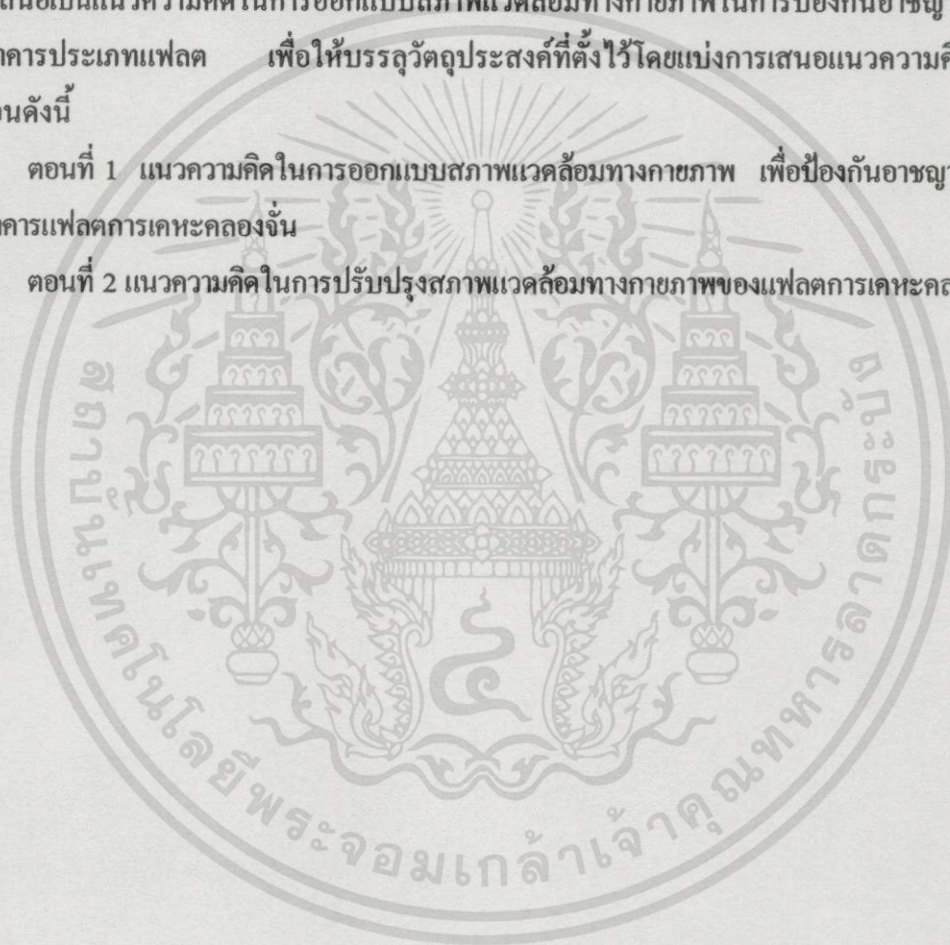 เสนอเป็นแนวความคิดในการออกแบบสภาพแวดล้อมทางกายภาพในการป้องกันอาชญ
าคารประเภทแฟลต เพื่อให้บรรลุวัตถุประสงค์ที่ตั้งไว้โดยแบ่งการเสนอแนวความคิ
อนดังนี้
ตอนที่ 1 แนวความคิดในการออกแบบสภาพแวดล้อมทางกายภาพ เพื่อป้องกันอาชญา
าคารแฟลตการเคหะคลองจั่น
ตอนที่ 2 แนวความคิดในการปรับปรุงสภาพแวดล้อมทางกายภาพของแฟลตการเคหะคล
สถาบันเทคโนโลยีพระจอมเกล้าเจ้าคุณทหารลาดกระบัง
๔